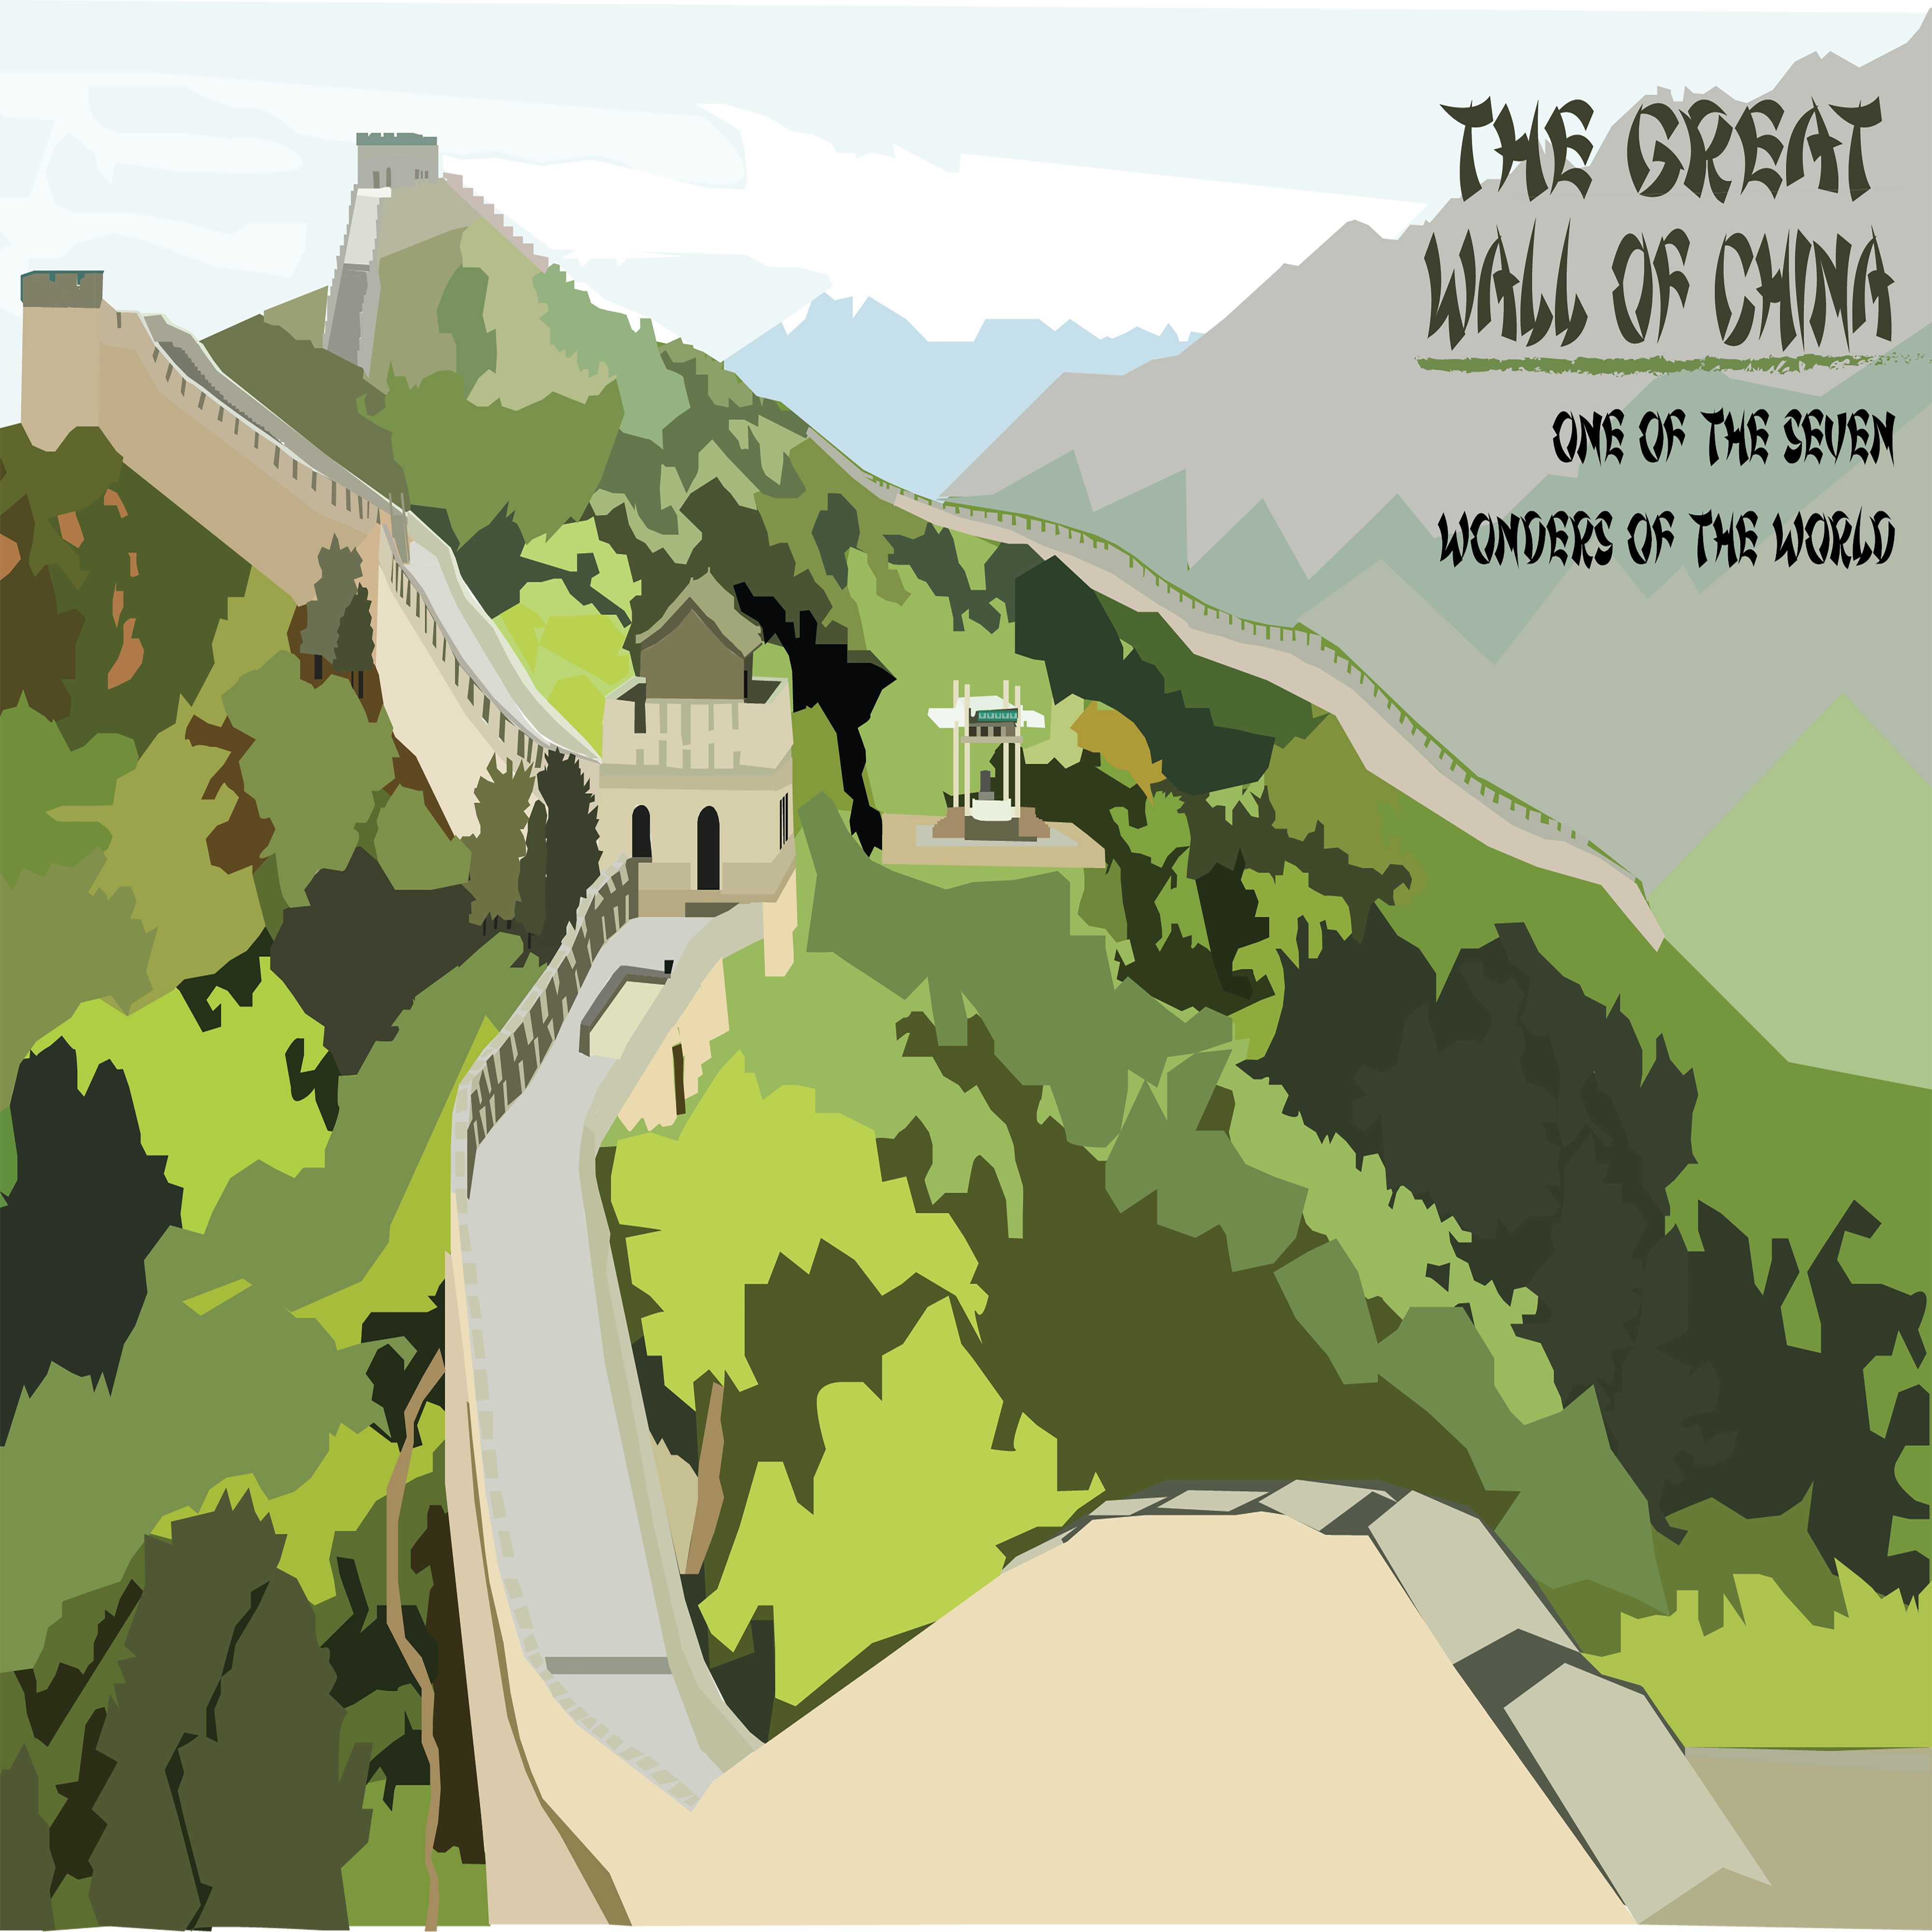 THE GREAT
WALL OF CHINA
ONE OF THE SEVEN
WONDERS OF THE WORLD